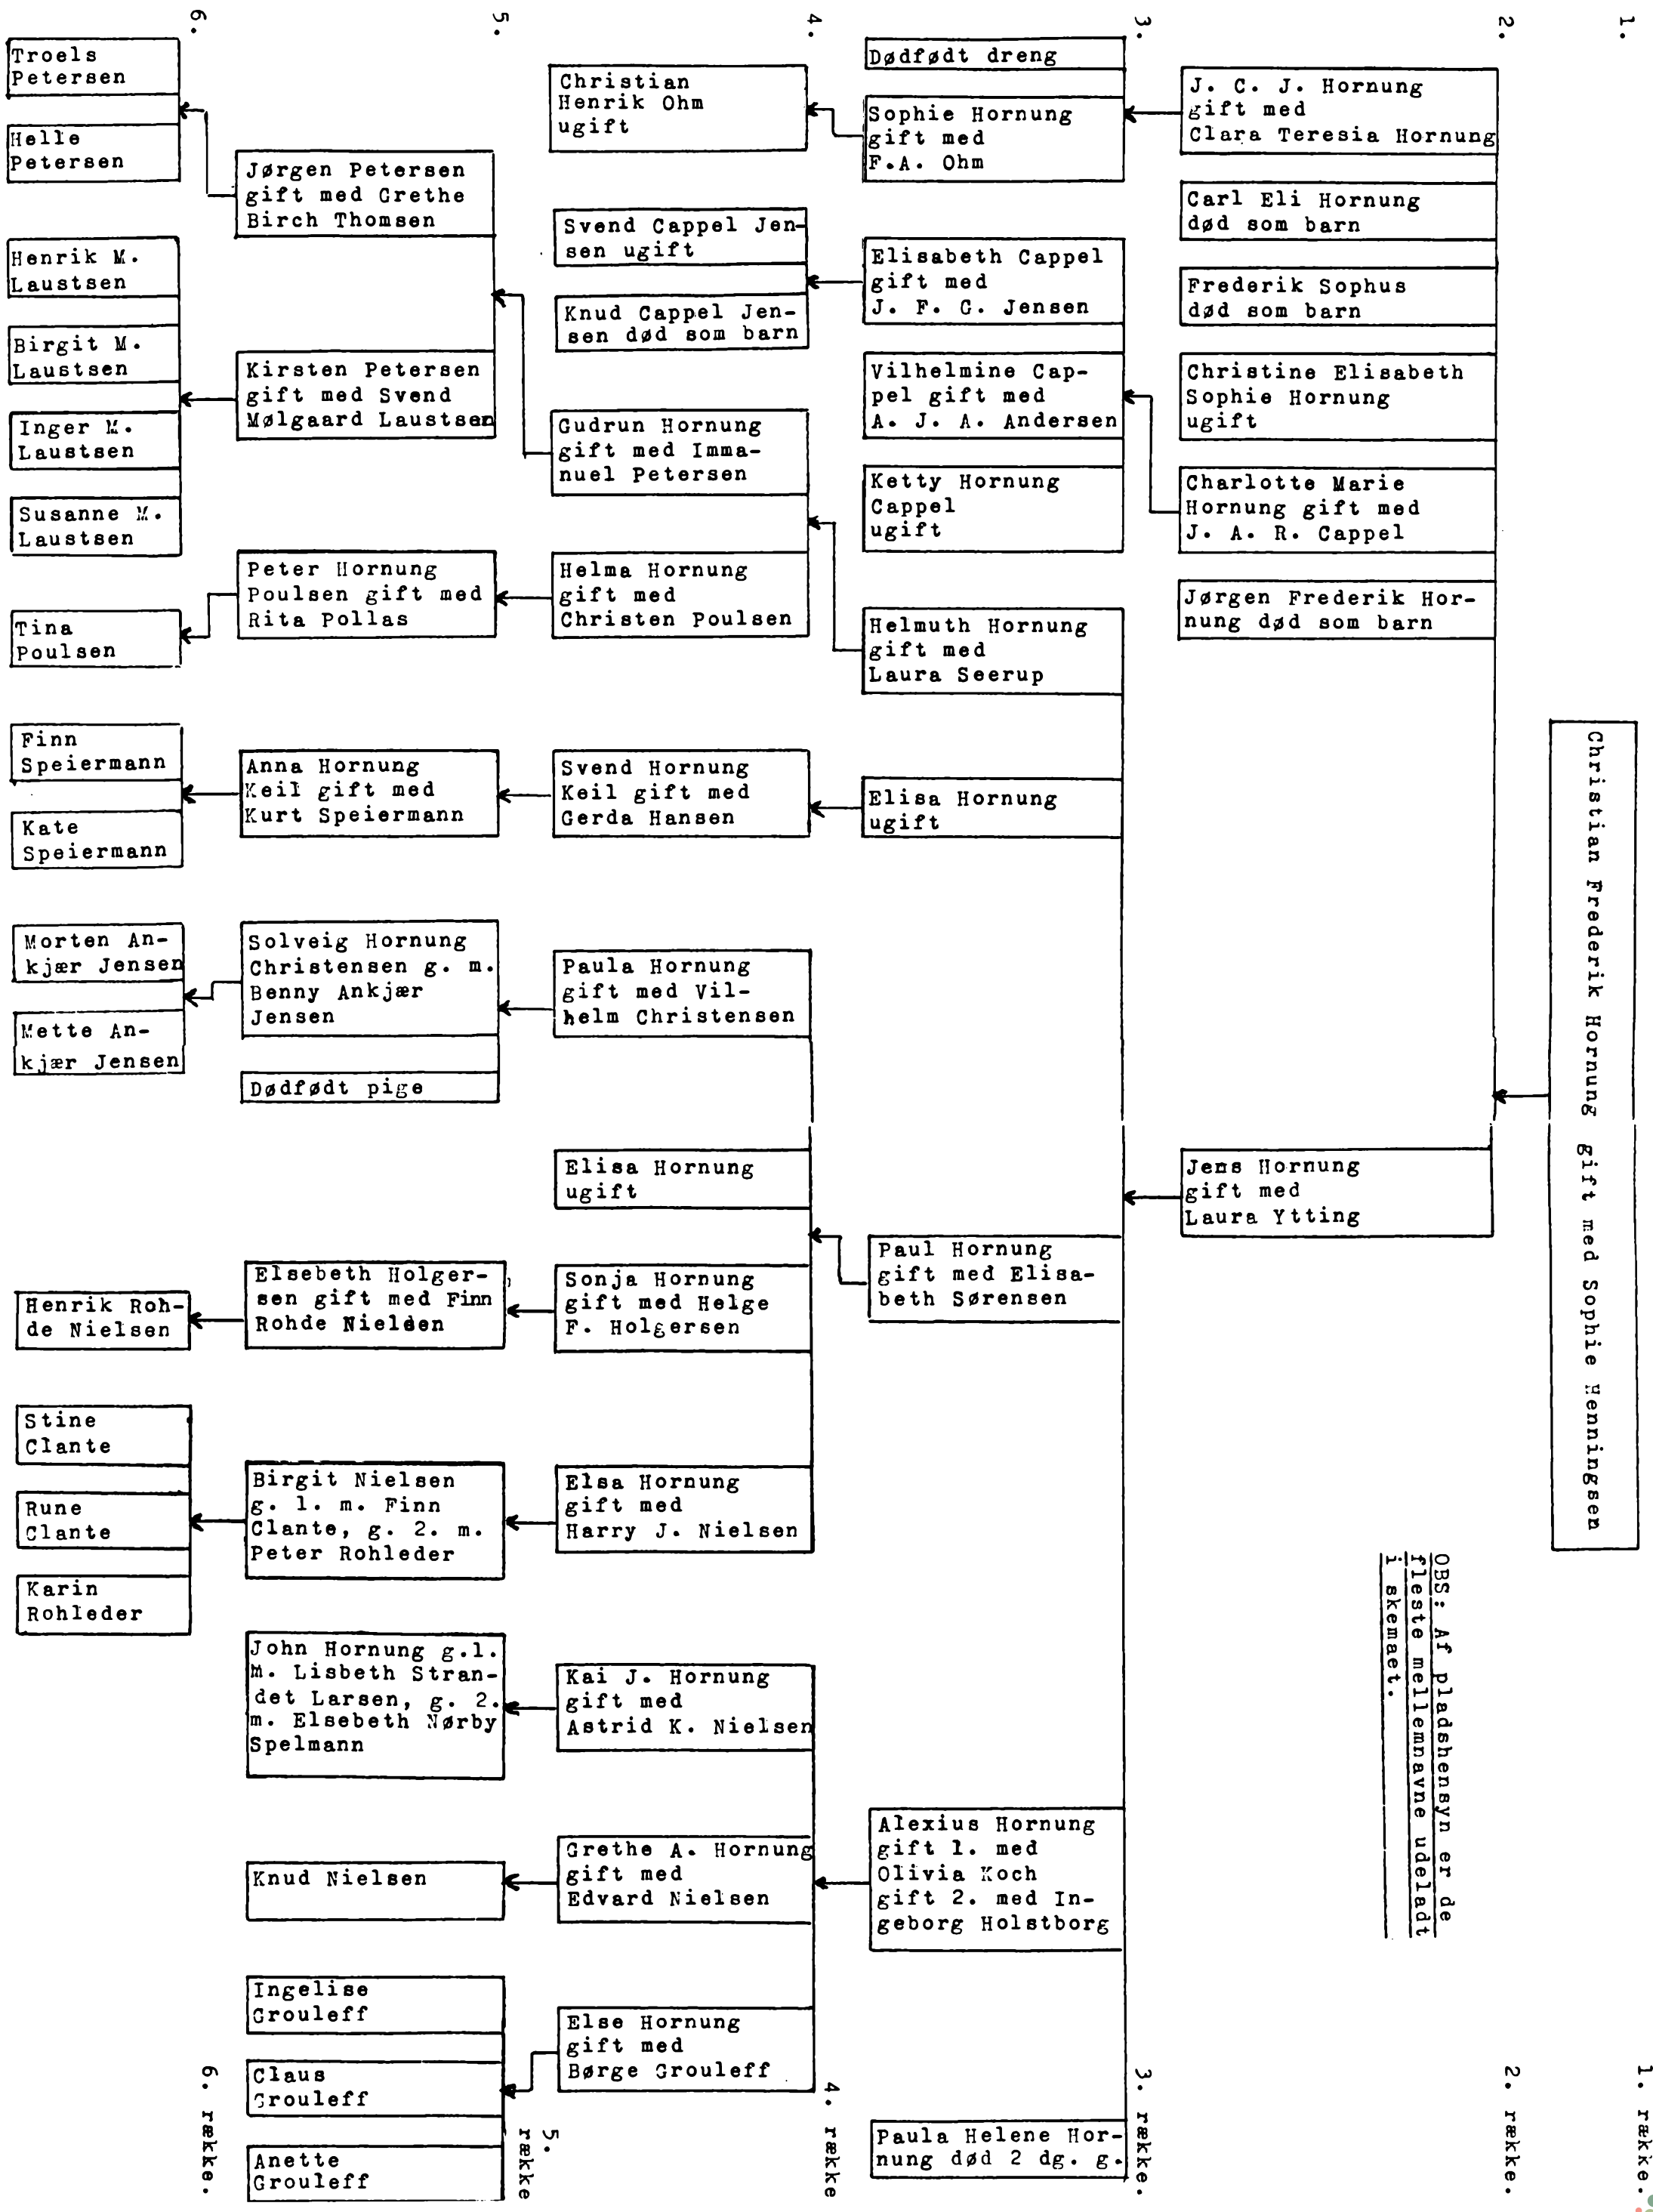 1.
2.
3.
4.
5.
6.
Christian Frederik Hornung gift med Sophie Henningsen
OBS: Af pladshensyn er de
fleste mellemnavne udeladt
i skemaet.
J. C. J. Hornung
gift med
Clara Teresia Hornung
Carl Eli Hornung
død som barn
Frederik Sophus
død som barn
Christine Elisabeth
Sophie Hornung
ugift
Charlotte Marie
Hornung gift med
J. A. R. Cappel
Jørgen Frederik Hor-
nung død som barn
Jens Hornung
gift med
Laura Ytting
Dødfødt dreng
Sophie Hornung
gift med
F.A. Ohm
Elisabeth Cappel
gift med
J. F. G. Jensen
Vilhelmine Cap-
pel gift med
A. J. A. Andersen
Ketty Hornung
Cappel
ugift
Helmuth Hornung
gift med
Laura Seerup
Elisa Hornung
ugift
Paul Hornung
gift med Elisa-
beth Sørensen
Alexius Hornung
gift 1. med
Olivia Koch
gift 2. med In-
geborg Holstborg
Paula Helene Hor-
nung død 2 dg. g.
Christian
Henrik Ohm
ugift
Svend Cappel Jen-
sen ugift
Knud Cappel Jen-
sen død som barn
Gudrun Hornung
gift med Imma-
nuel Petersen
Helma Hornung
gift med
Christen Poulsen
Svend Hornung
Keil gift med
Gerda Hansen
Paula Hornung
gift med Vil-
helm Christensen
Elisa Hornung
ugift
Sonja Hornung
gift med Helge
F. Holgersen
Elsa Hornung
gift med
Harry J. Nielsen
Kai J. Hornung
gift med
Astrid K. Nielsen
Grethe A. Hornung
gift med
Edvard Nielsen
Else Hornung
gift med
Børge Grouleff
Jørgen Petersen
gift med Grethe
Birch Thomsen
Kirsten Petersen
gift med Svend
Mølgaard Laustsen
Peter Hornung
Poulsen gift med
Rita Pollas
Anna Hornung
Keil gift med
Kurt Speiermann
Solveig Hornung
Christensen g. m.
Benny Ankjær
Jensen
Dødfødt pige
Elsebeth Holger-
sen gift med Finn
Rohde Nielsen
Birgit Nielsen
g. 1. m. Finn
Clante, g. 2. m.
Peter Rohleder
John Hornung g.1.
M. Lisbeth Stran-
det Larsen, g. 2.
m. Elsebeth Nørby
Spelmann
Knud Nielsen
Ingelise
Grouleff
Claus
Grouleff
Anette
Grouleff
Troels
Petersen
Helle
Petersen
Henrik M.
Laustsen
Birgit M.
Laustsen
Inger M.
Laustsen
Susanne M.
Laustsen
Tina
Poulsen
Finn
Speiermann
Kate
Speiermann
Morten An-
kjær Jensen
Mette An-
kjær Jensen
Henrik Roh-
de Nielsen
Stine
Clante
Rune
Clante
Karin
Rohleder
1. række.
2. række.
3. række.
4. række
5. række
6. række.